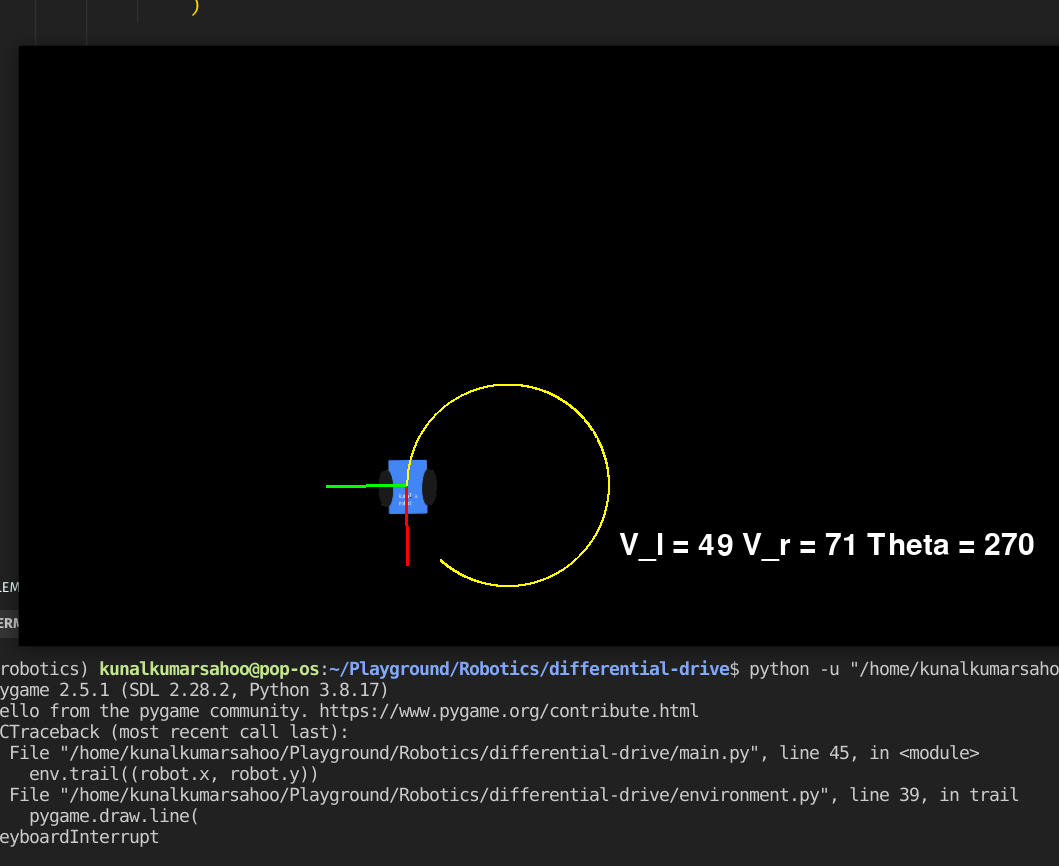 )
V_l = 49 V_r = 71 Theta = 270
LEM
ERM
robotics) kunalkumarsahoo@pop-os:~/Playground/Robotics/differential-drive$ python -u "/home/kunalkumarsaho
ygame 2.5.1 (SDL 2.28.2, Python 3.8.17)
ello from the pygame community. https://www.pygame.org/contribute.html
CTraceback (most recent call last):
File "/home/kunalkumarsahoo/Playground/Robotics/differential-drive/main.py", line 45, in <module>
env.trail((robot.x, robot.y))
File "/home/kunalkumarsahoo/Playground/Robotics/differential-drive/environment.py", line 39, in trail
pygame.draw.line(
eyboardInterrupt